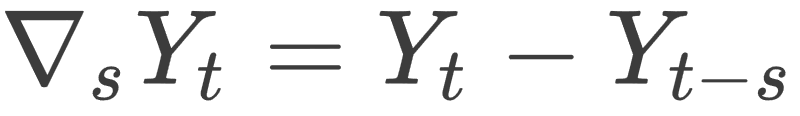 ∇ₛYₜ = Yₜ − Yₜ₋ₛ